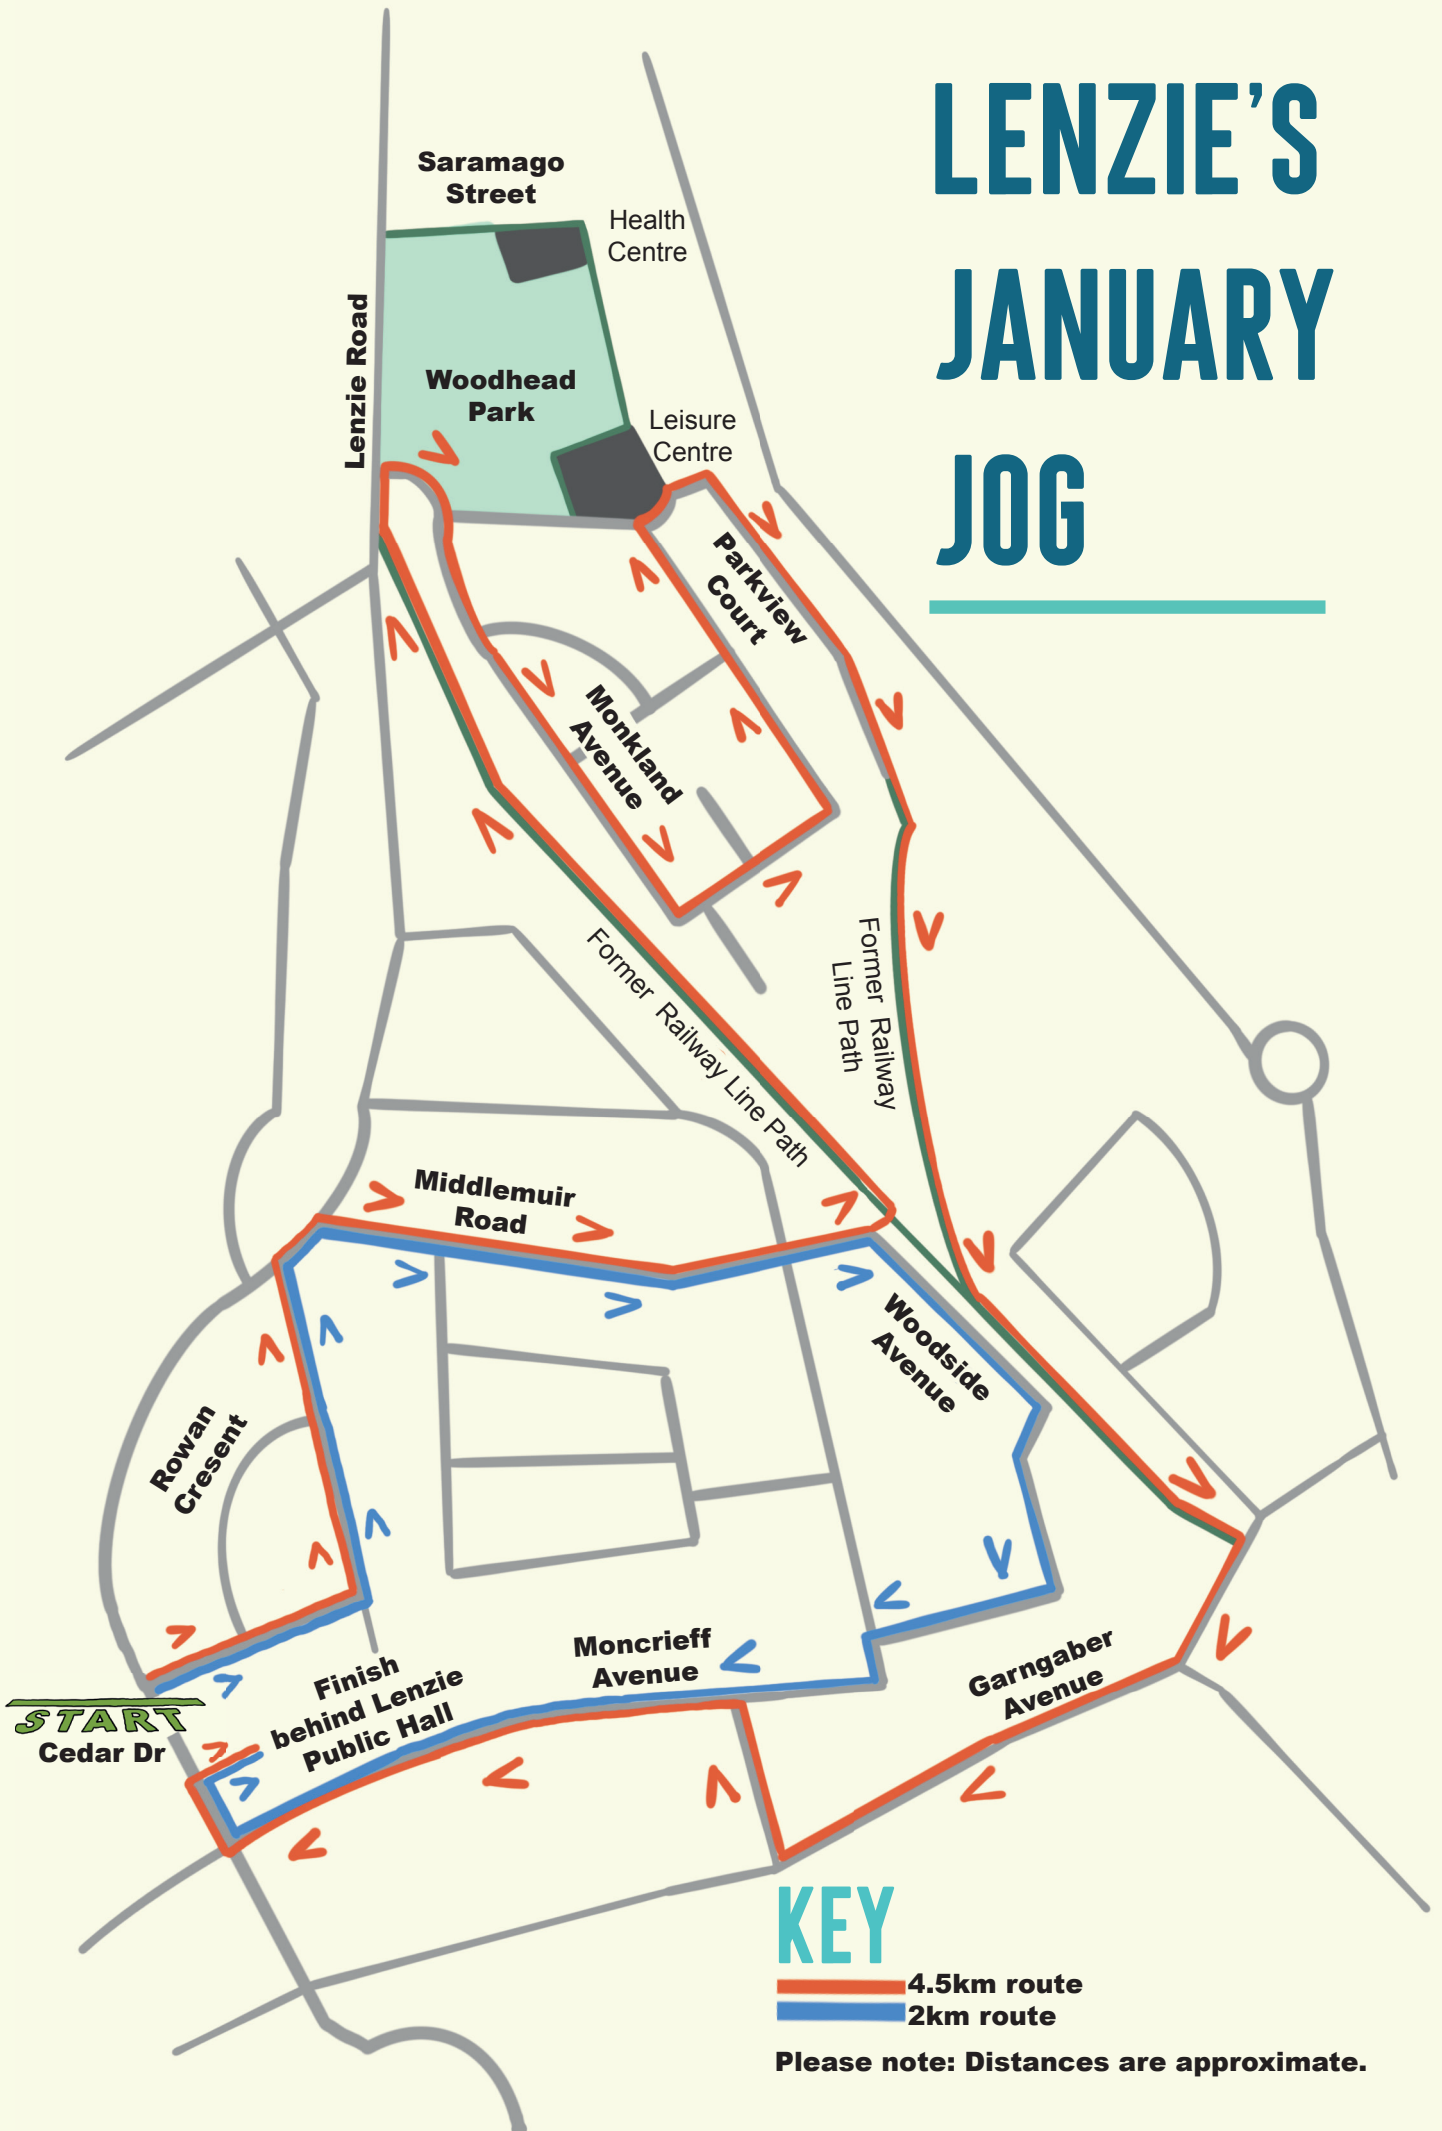 LENZIE'S
JANUARY
JOG
Saramago
Street
Health
Centre
Lenzie Road
Woodhead
Park
Leisure
Centre
Parkview
Court
Monkland
Avenue
Former Railway Line Path
Former Railway
Line Path
Middlemuir
Road
Woodside
Avenue
Rowan
Cresent
Moncrieff
Avenue
Garngaber
Avenue
Finish
behind Lenzie
Public Hall
START
Cedar Dr
KEY
4.5km route
2km route
Please note: Distances are approximate.